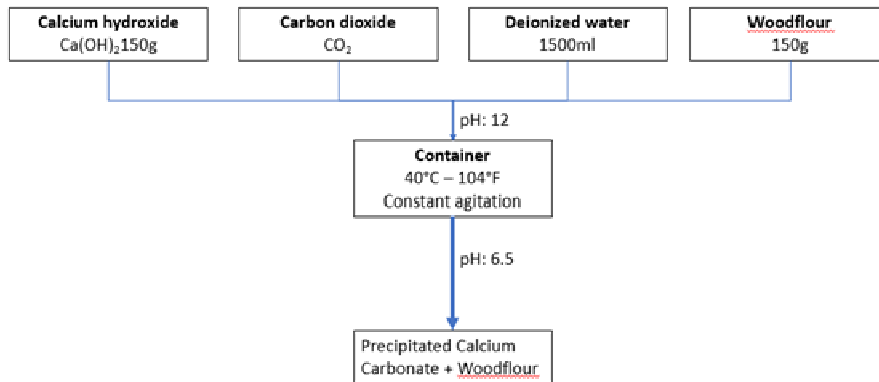 Calcium hydroxide
Ca(OH)₂150g
Carbon dioxide
CO₂
Deionized water
1500ml
Woodflour
150g
pH: 12
Container
40°C – 104°F
Constant agitation
pH: 6.5
Precipitated Calcium
Carbonate + Woodflour